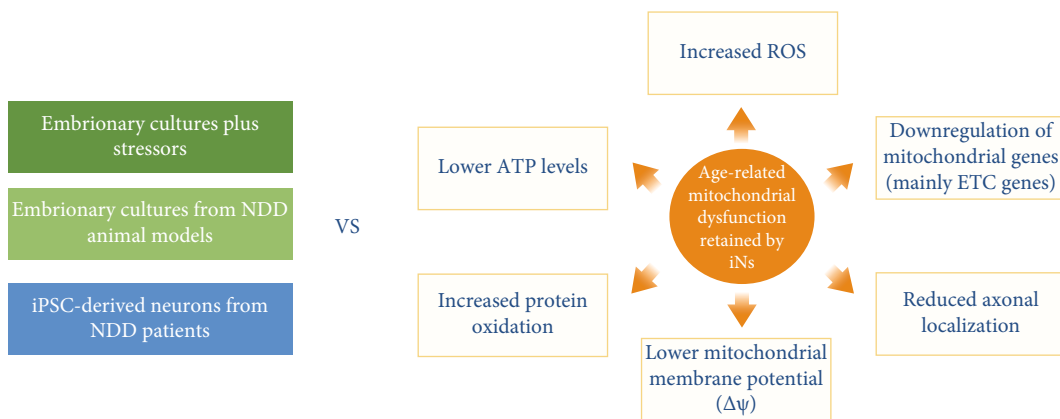 Embrionary cultures plus
stressors
Embrionary cultures from NDD
animal models
iPSC-derived neurons from
NDD patients
VS
Increased ROS
Lower ATP levels
Downregulation of
mitochondrial genes
(mainly ETC genes)
Age-related
mitochondrial
dysfunction
retained by
iNs
Increased protein
oxidation
Reduced axonal
localization
Lower mitochondrial
membrane potential
(Δψ)